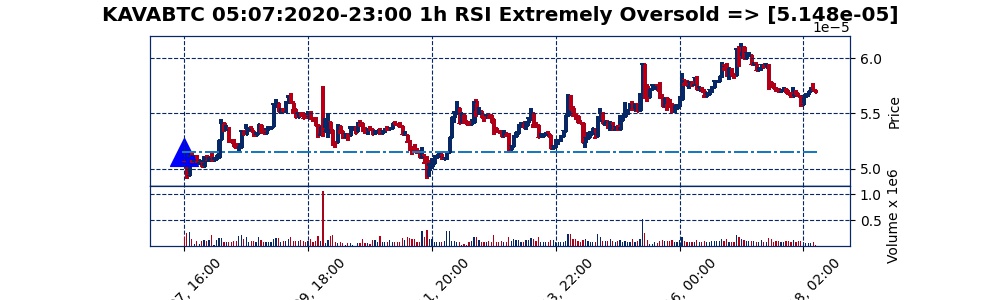 KAVABTC 05:07:2020-23:00 1h RSI Extremely Oversold => [5.148e-05]
1e−5
6.0
5.5
5.0
Price
1.0
0.5
Volume x 1e6
7, 16:00
9, 18:00
1, 20:00
3, 22:00
6, 00:00
8, 02:00